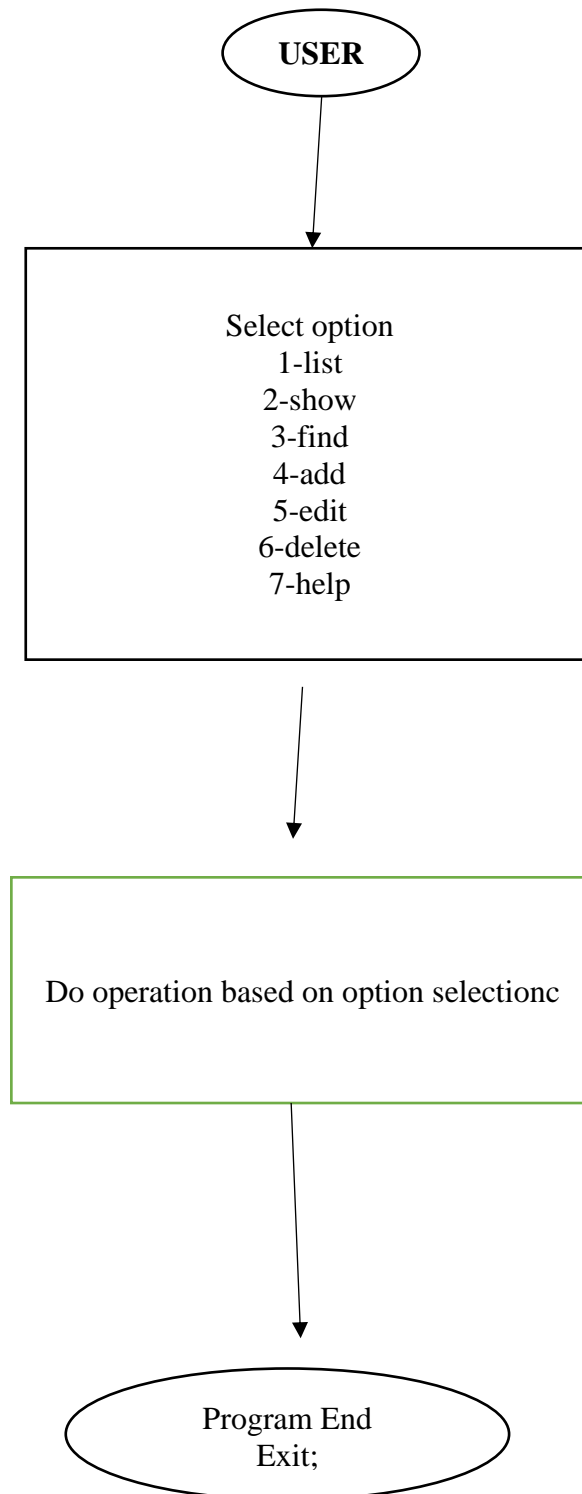 USER
Select option
1-list
2-show
3-find
4-add
5-edit
6-delete
7-help
Do operation based on option selectionc
Program End
Exit;